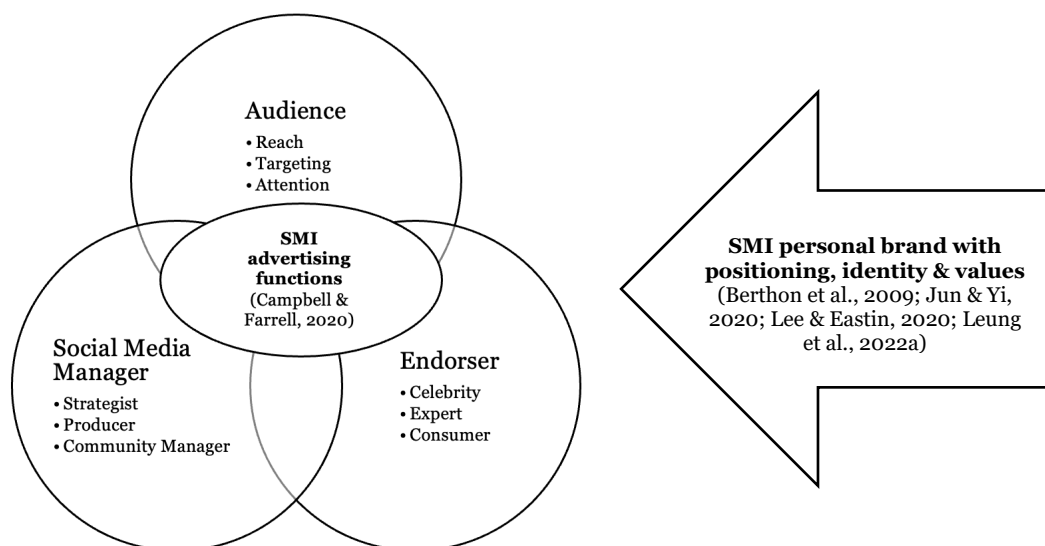 Audience
• Reach
• Targeting
• Attention
SMI
advertising
functions
(Campbell &
Farrell, 2020)
Social Media
Manager
• Strategist
• Producer
• Community Manager
Endorser
• Celebrity
• Expert
• Consumer
SMI personal brand with
positioning, identity & values
(Berthon et al., 2009; Jun & Yi,
2020; Lee & Eastin, 2020; Leung
et al., 2022a)